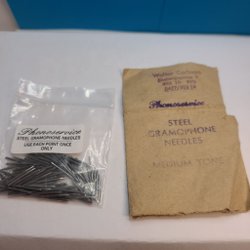 Phonoservice
STEEL GRAMOPHONE NEEDLES
USE EACH POINT ONCE
ONLY
Phonoservice
STEEL
GRAMOPHONE
NEEDLES
MEDIUM TONE